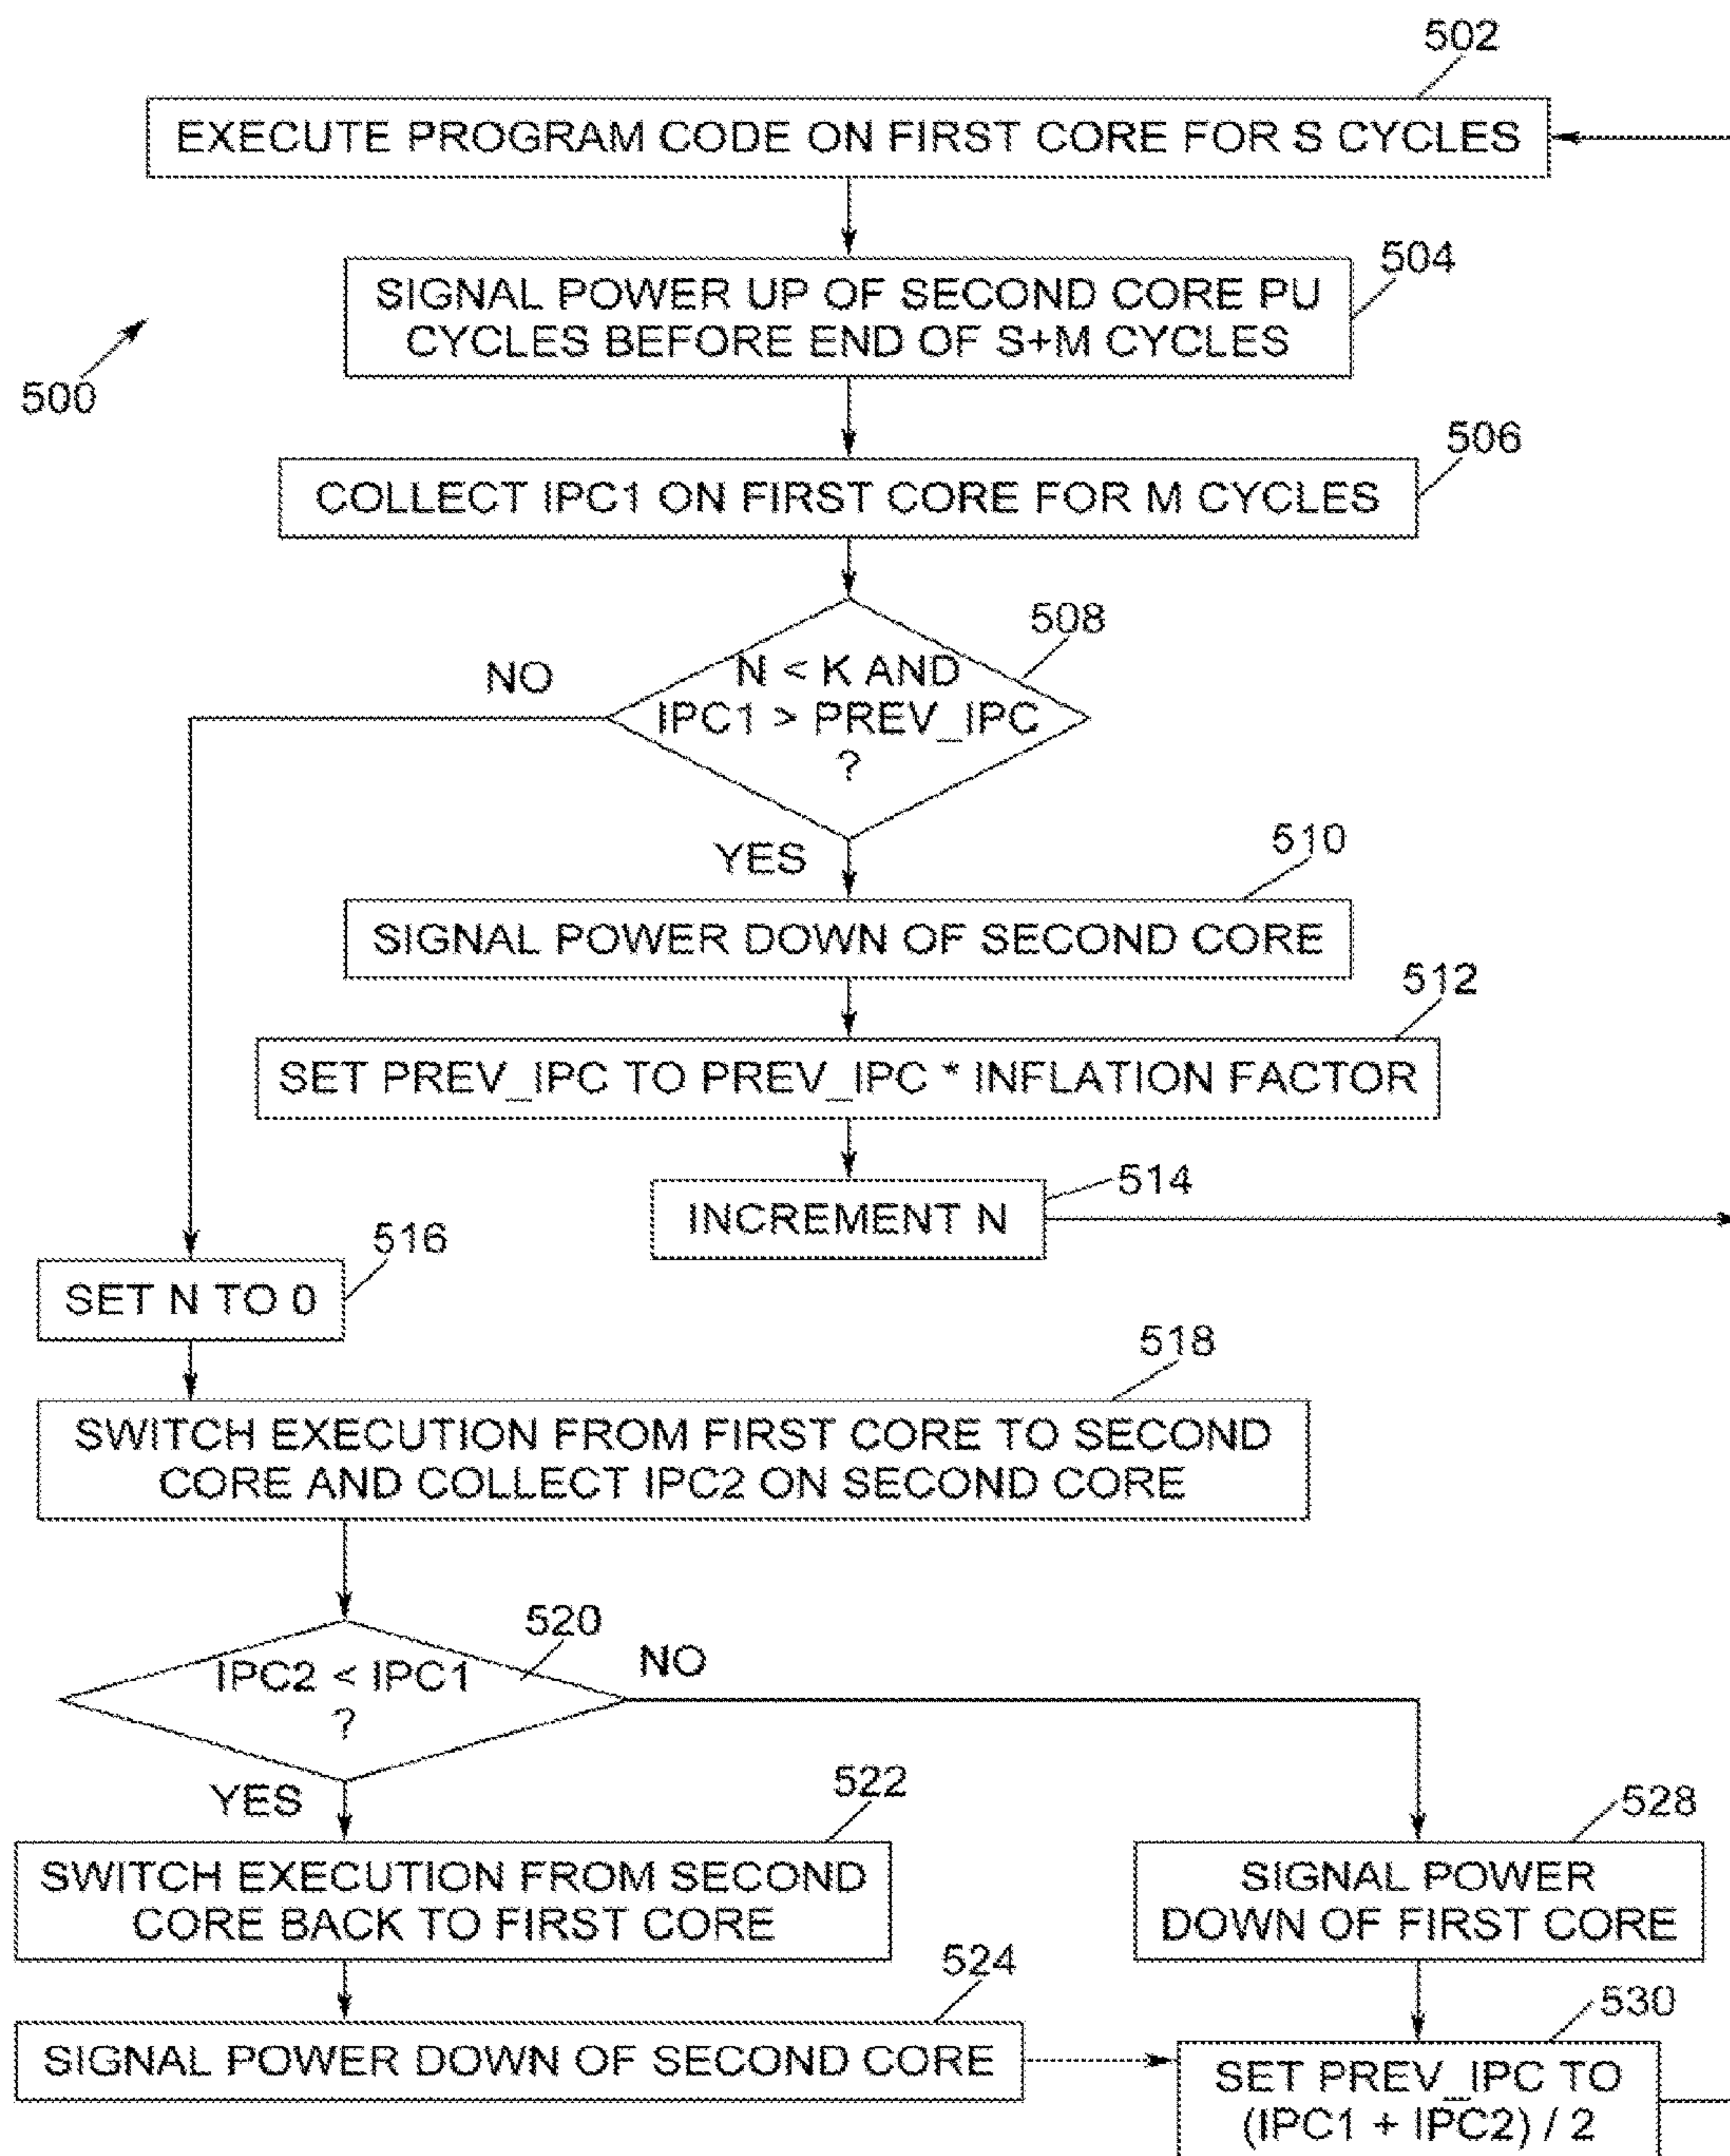 502
EXECUTE PROGRAM CODE ON FIRST CORE FOR S CYCLES
504
SIGNAL POWER UP OF SECOND CORE PU
CYCLES BEFORE END OF S+M CYCLES
500
506
COLLECT IPC1 ON FIRST CORE FOR M CYCLES
508
NO
N < K AND
IPC1 > PREV_IPC
?
YES
510
SIGNAL POWER DOWN OF SECOND CORE
512
SET PREV_IPC TO PREV_IPC * INFLATION FACTOR
514
INCREMENT N
516
SET N TO 0
518
SWITCH EXECUTION FROM FIRST CORE TO SECOND
CORE AND COLLECT IPC2 ON SECOND CORE
520
IPC2 < IPC1
?
NO
YES
522
SWITCH EXECUTION FROM SECOND
CORE BACK TO FIRST CORE
528
SIGNAL POWER
DOWN OF FIRST CORE
524
SIGNAL POWER DOWN OF SECOND CORE
530
SET PREV_IPC TO
(IPC1 + IPC2) / 2